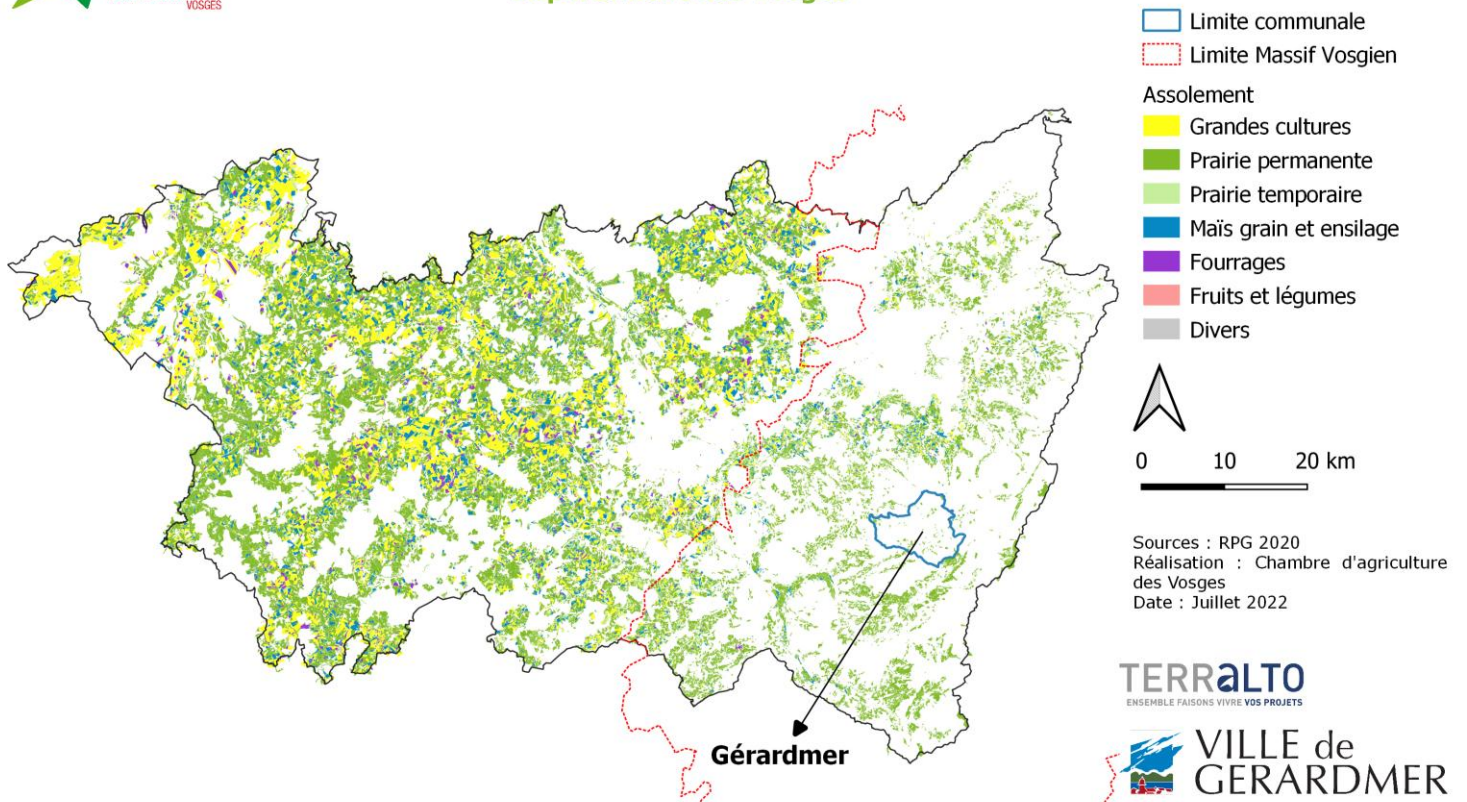 VOSGES
Limite communale
Limite Massif Vosgien
Assolement
Grandes cultures
Prairie permanente
Prairie temporaire
Maïs grain et ensilage
Fourrages
Fruits et légumes
Divers
0 10 20 km
Sources : RPG 2020
Réalisation : Chambre d'agriculture
des Vosges
Date : Juillet 2022
TERRaLTO
ENSEMBLE FAISONS VIVRE VOS PROJETS
Gérardmer
VILLE de
GERARDMER